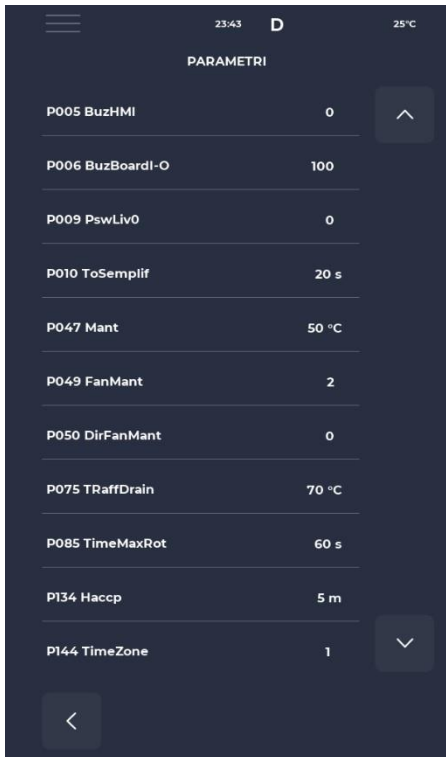 23:43 D 25°C
PARAMETRI
P005 BuzHMI 0
P006 BuzBoardI-O 100
P009 PswLiv0 0
P010 ToSemplif 20 s
P047 Mant 50 °C
P049 FanMant 2
P050 DirFanMant 0
P075 TRaffDrain 70 °C
P085 TimeMaxRot 60 s
P134 Haccp 5 m
P144 TimeZone 1